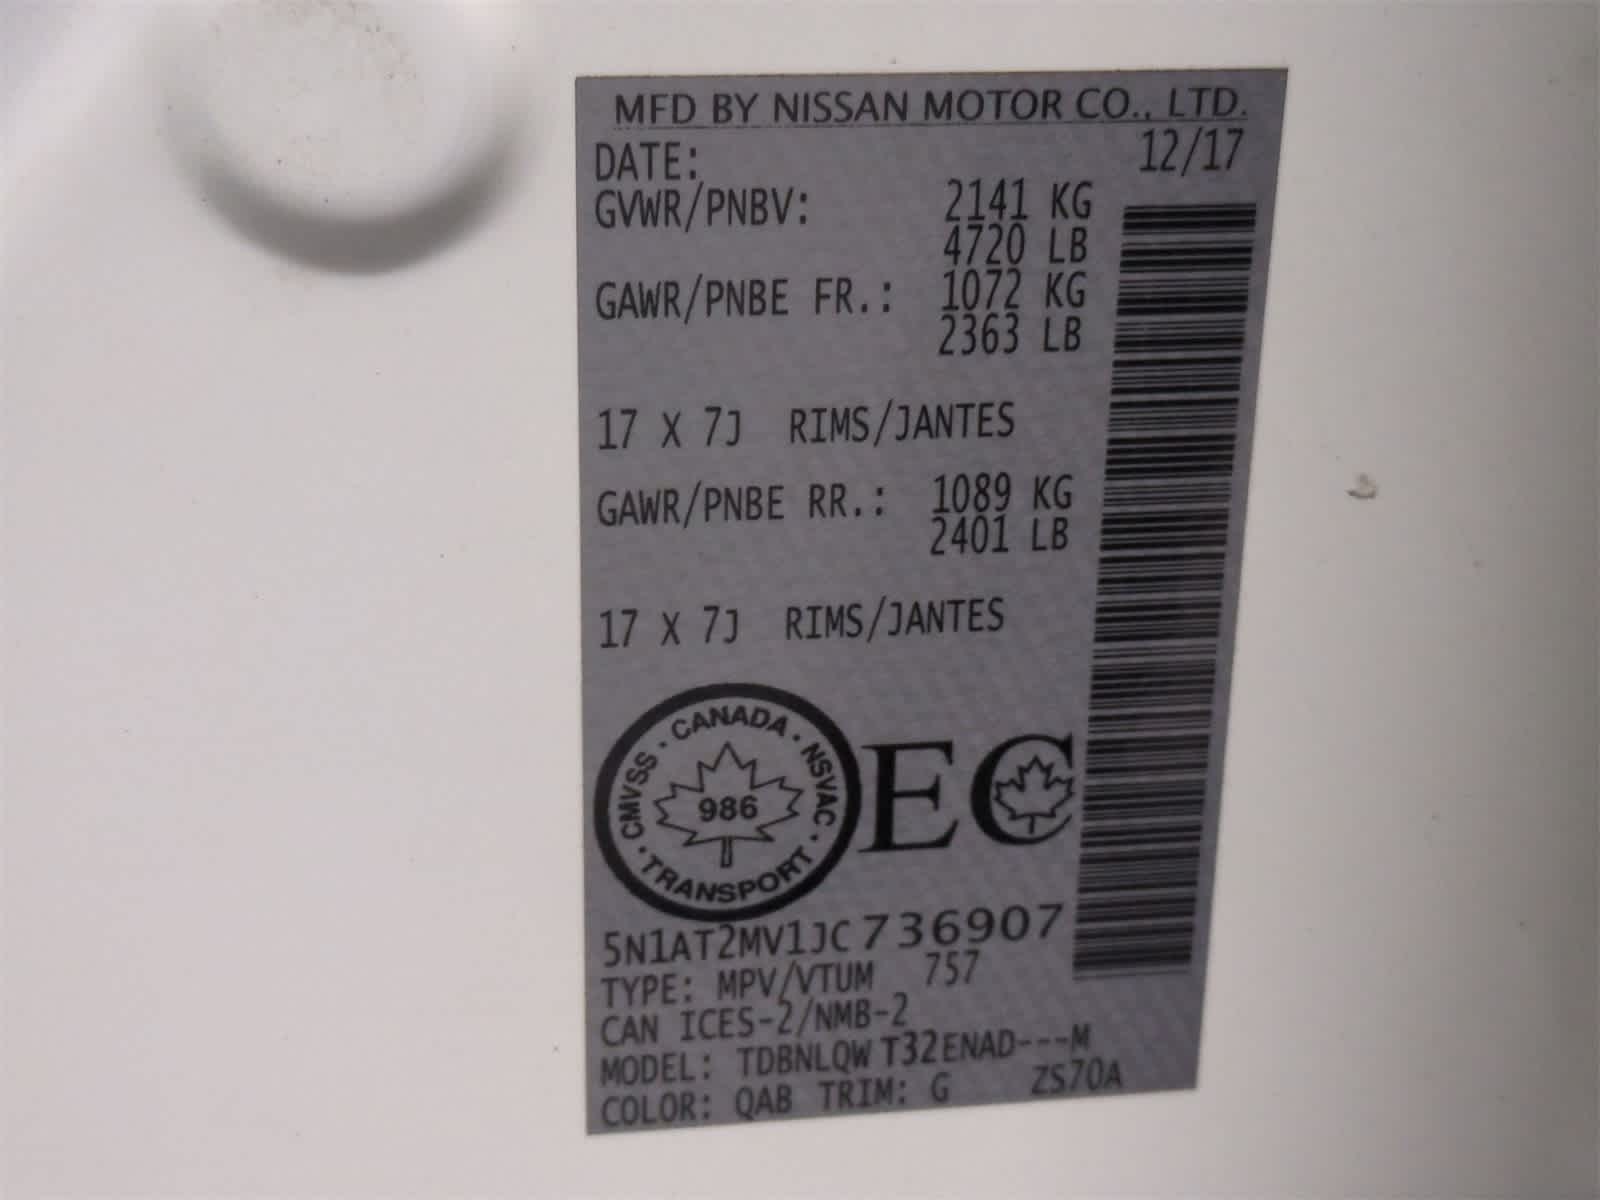 MFD BY NISSAN MOTOR CO., LTD.
DATE: 12/17
GVWR/PNBV: 2141 KG
4720 LB
GAWR/PNBE FR.: 1072 KG
2363 LB
17 X 7J RIMS/JANTES
GAWR/PNBE RR.: 1089 KG
2401 LB
17 X 7J RIMS/JANTES
CMVSS · CANADA · NSVAC · TRANSPORT ·
986
EC
5N1AT2MV1JC736907
TYPE: MPV/VTUM 757
CAN ICES-2/NMB-2
MODEL: TDBNLQW T32ENAD---M
COLOR: QAB TRIM: G ZS70A